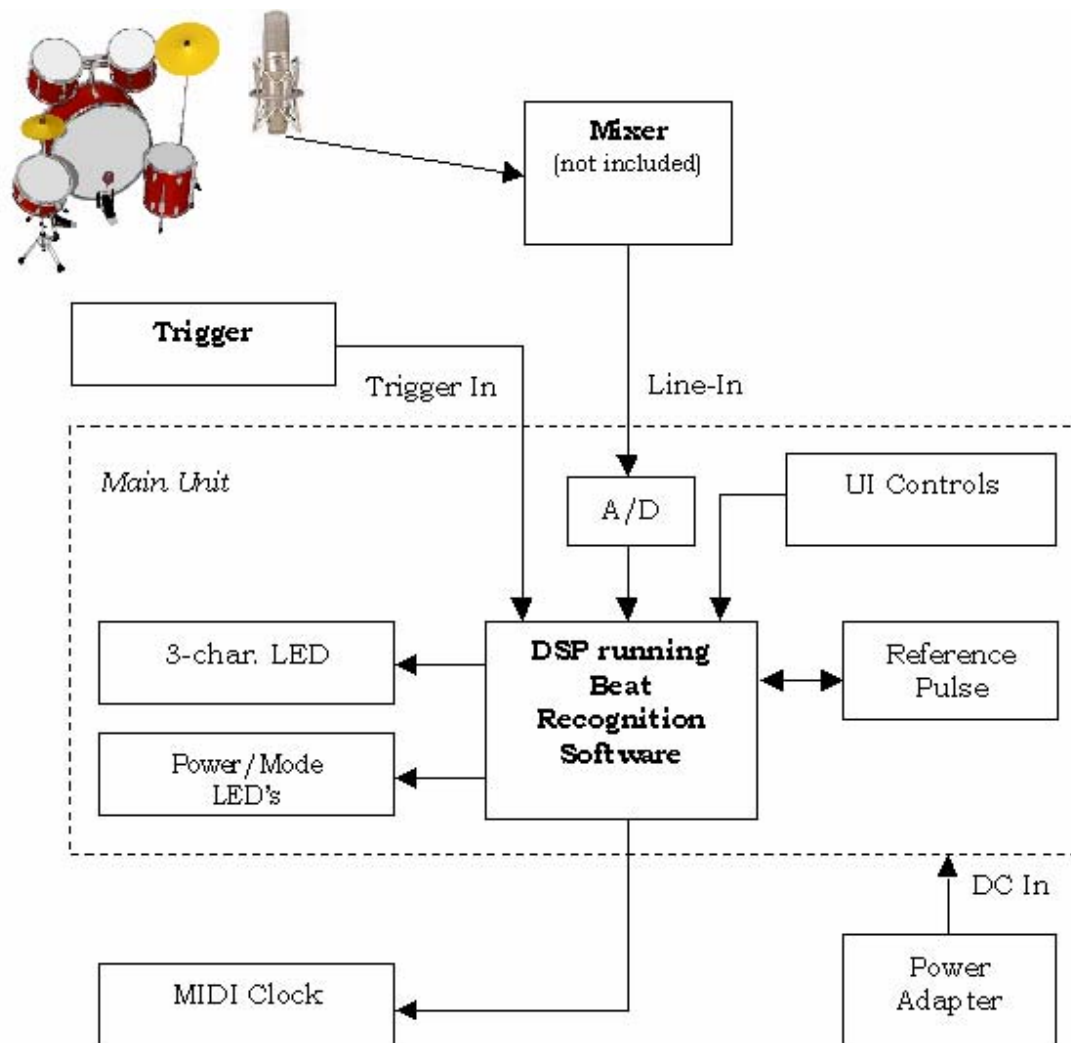 Mixer
(not included)
Trigger
Trigger In
Line-In
Main Unit
A/D
UI Controls
3-char. LED
DSP running
Beat
Recognition
Software
Reference
Pulse
Power/Mode
LED's
DC In
MIDI Clock
Power
Adapter